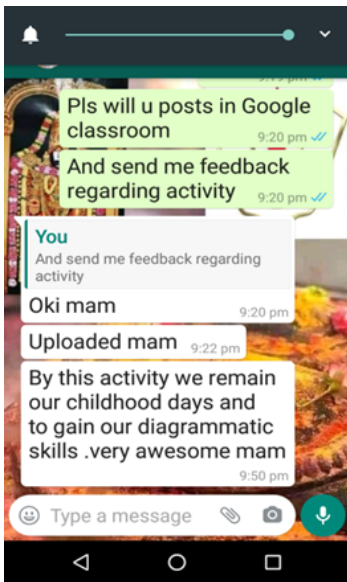 Pls will u posts in Google
classroom
9:20 pm
And send me feedback
regarding activity
9:20 pm
You
And send me feedback regarding
activity
Oki mam
9:20 pm
Uploaded mam
9:22 pm
By this activity we remain
our childhood days and
to gain our diagrammatic
skills .very awesome mam
9:50 pm
Type a message